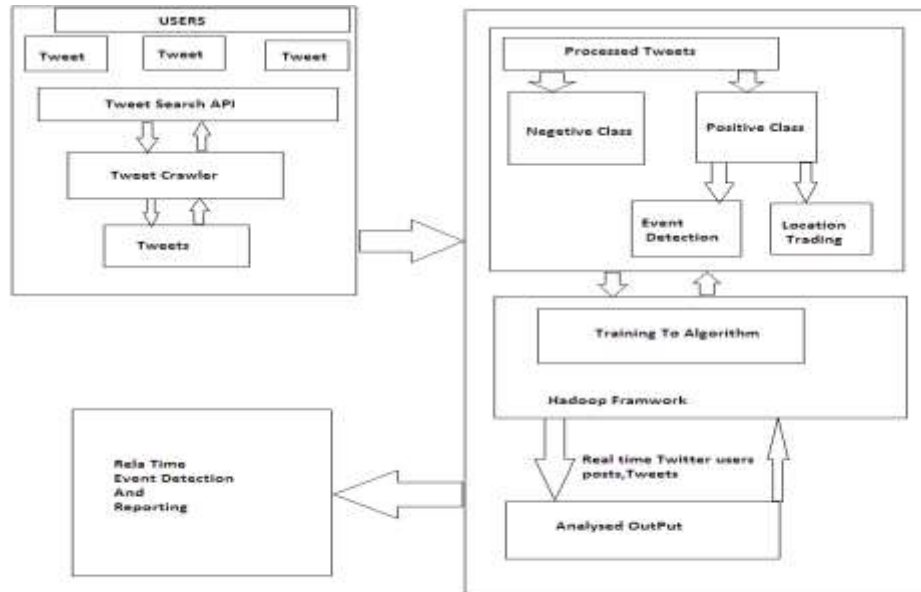 USERS
Tweet
Tweet
Tweet
Tweet Search API
Tweet Crawler
Tweets
Processed Tweets
Negetive Class
Positive Class
Event
Detection
Location
Trading
Training To Algorithm
Hadoop Framwork
Real time Twitter users
posts,Tweets
Analysed OutPut
Rela Time
Event Detection
And
Reporting